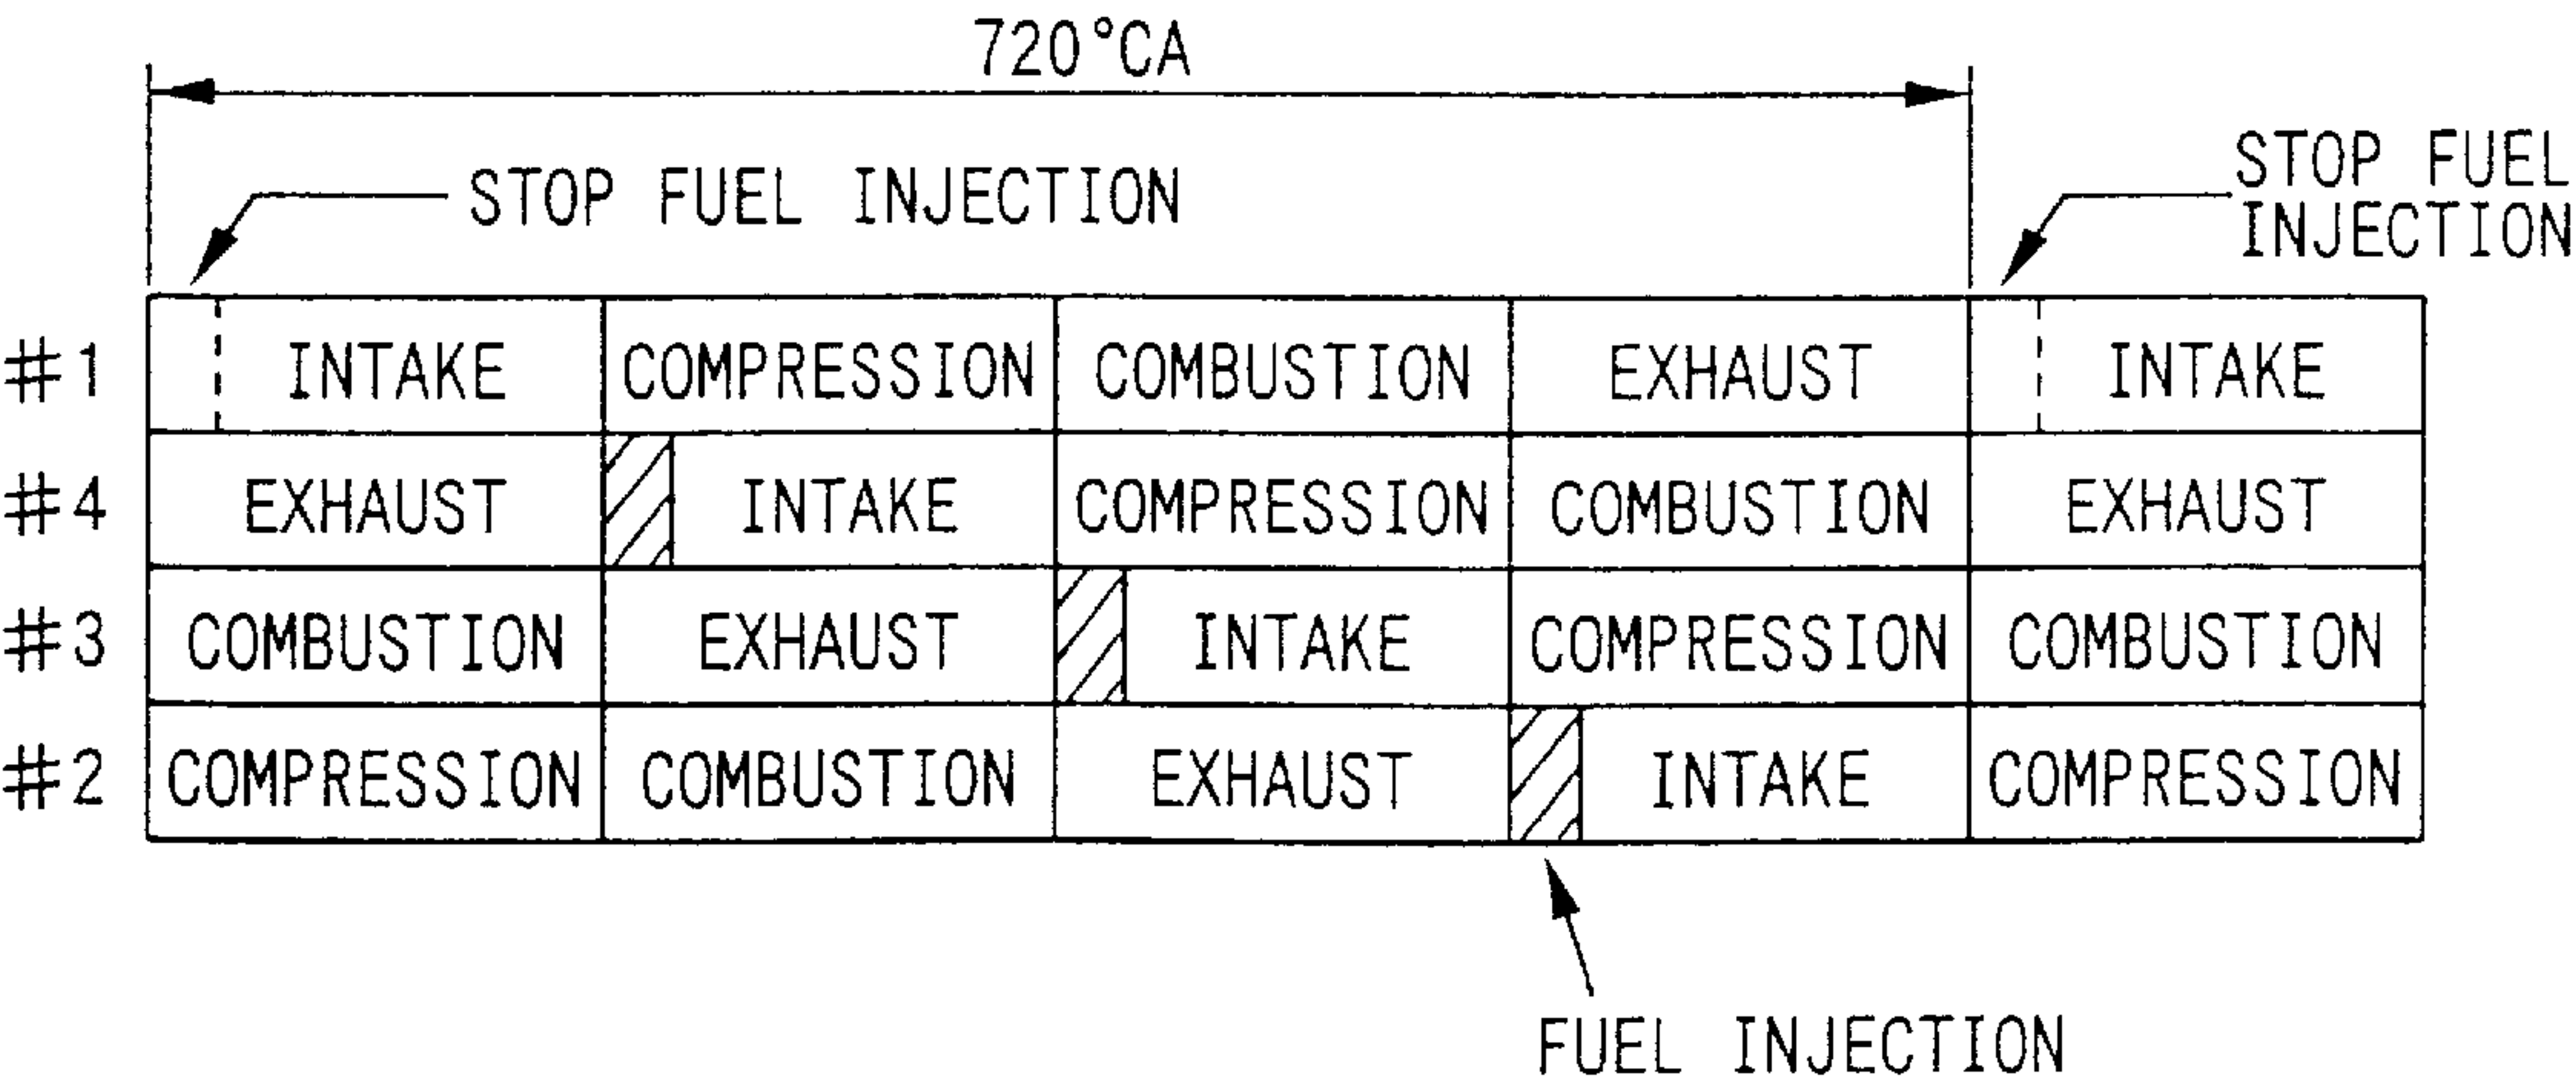 720°CA
STOP FUEL INJECTION
STOP FUEL
INJECTION
#1 INTAKE COMPRESSION COMBUSTION EXHAUST INTAKE
#4 EXHAUST INTAKE COMPRESSION COMBUSTION EXHAUST
#3 COMBUSTION EXHAUST INTAKE COMPRESSION COMBUSTION
#2 COMPRESSION COMBUSTION EXHAUST INTAKE COMPRESSION
FUEL INJECTION